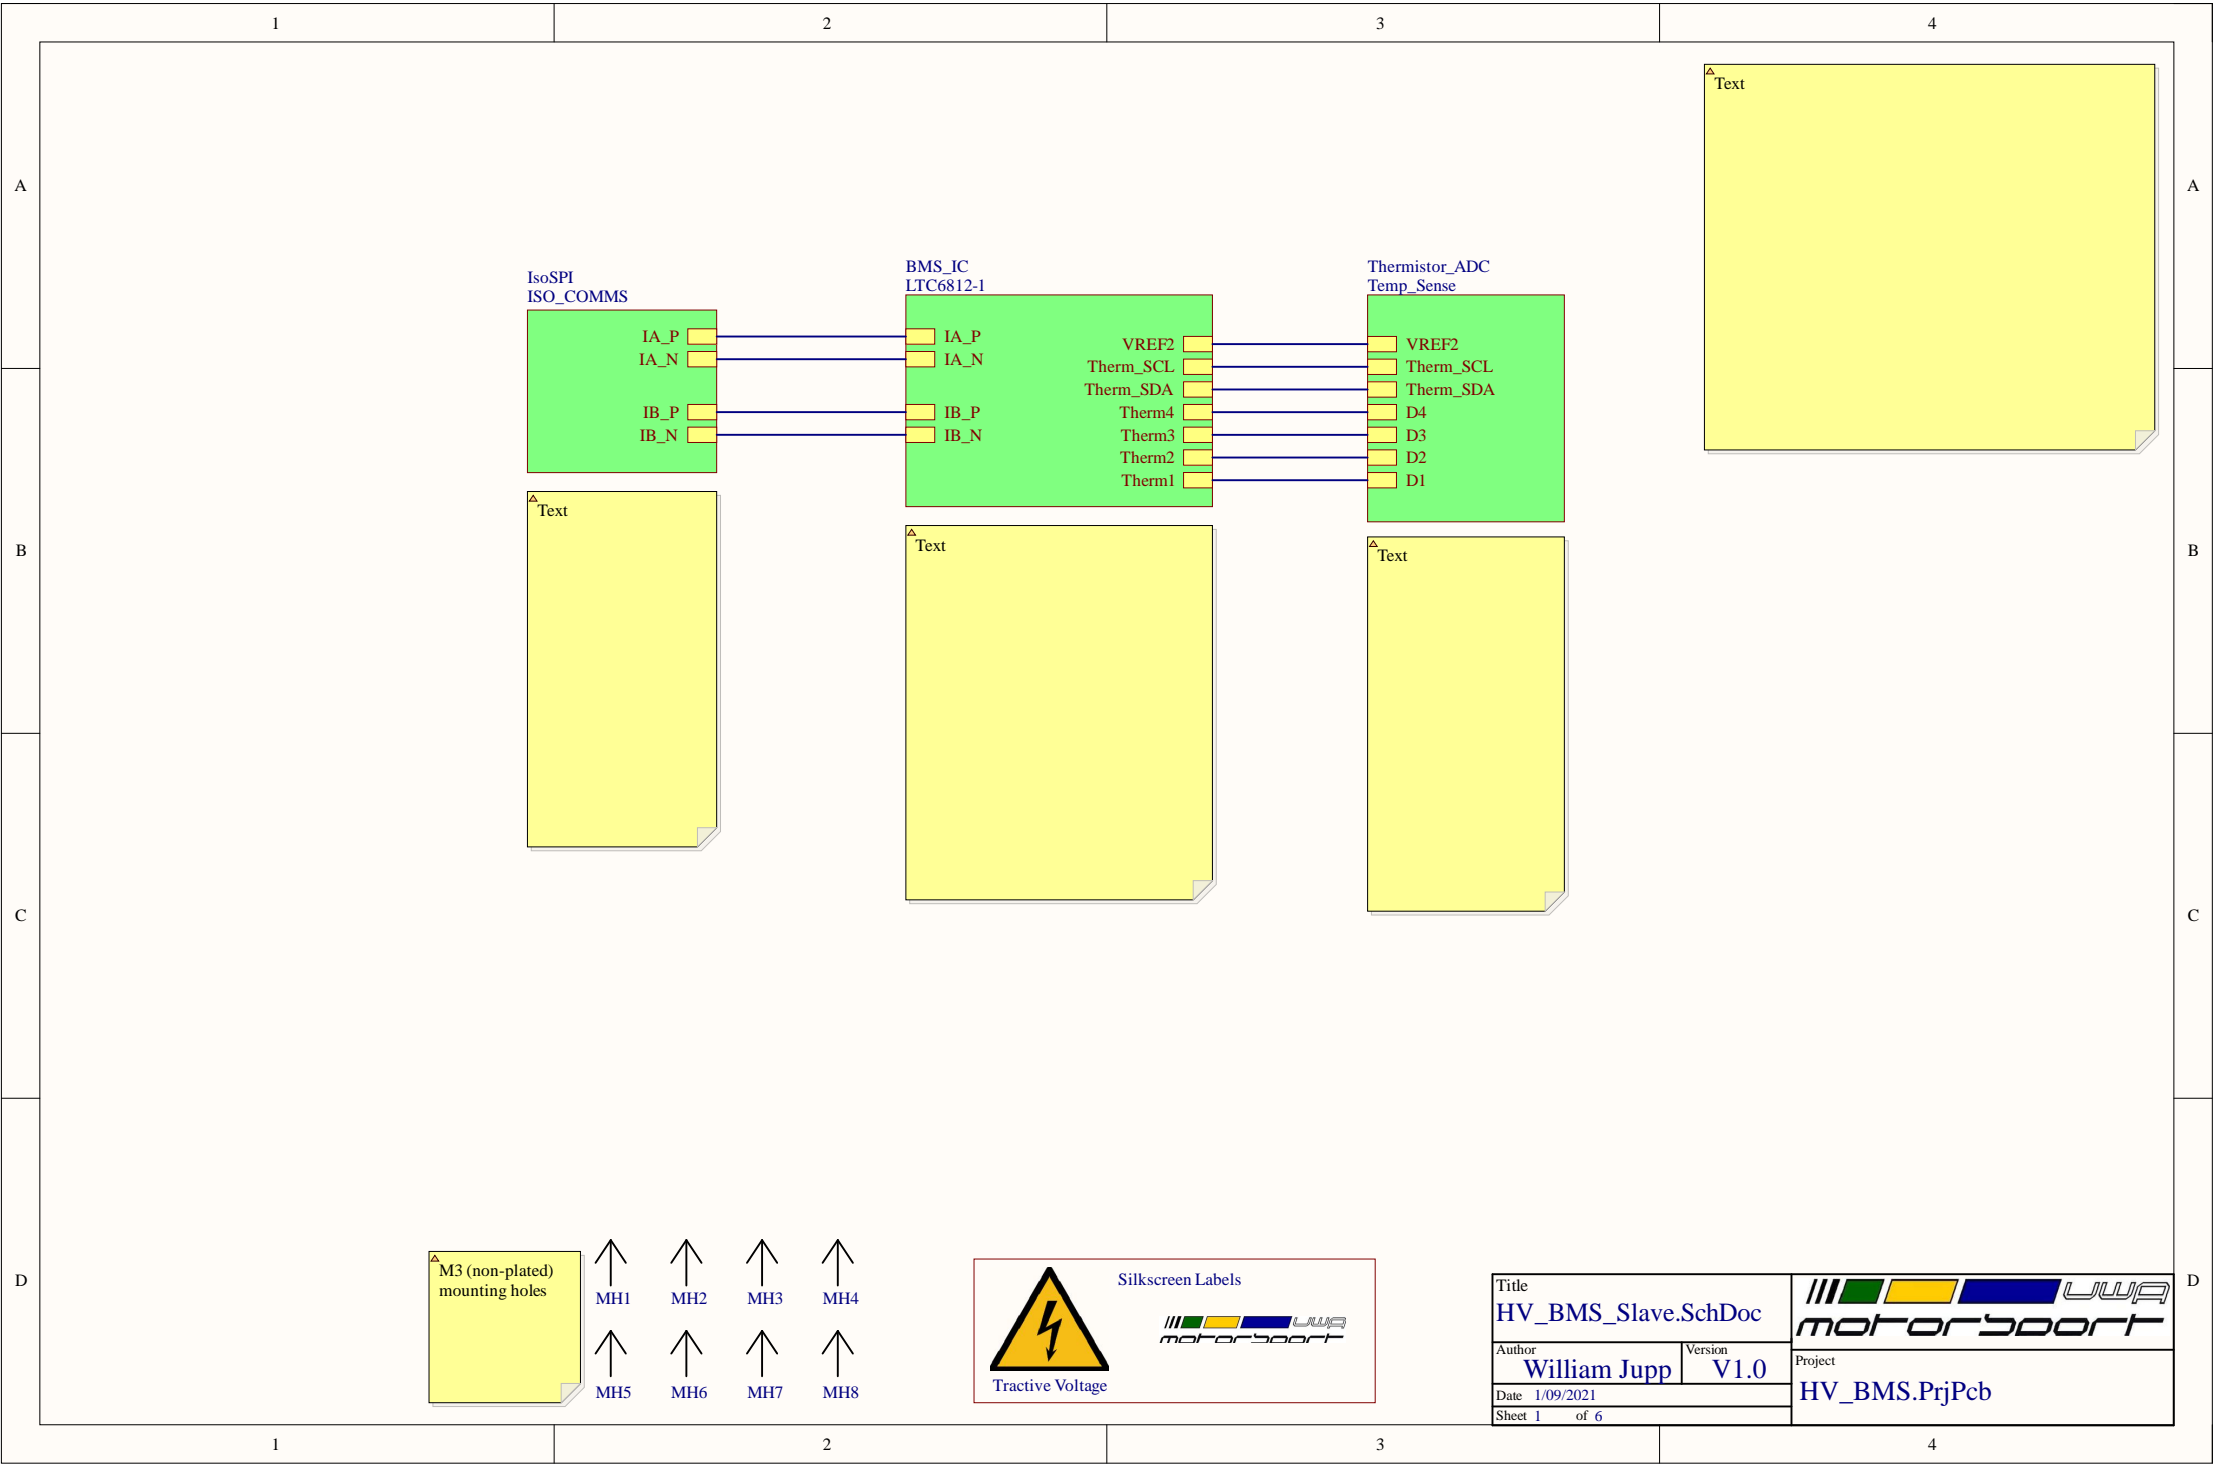 1 2 3 4
A A
B B
C C
D D
Text
IsoSPI
ISO_COMMS
IA_P
IA_N
IB_P
IB_N
Text
BMS_IC
LTC6812-1
IA_P
IA_N
IB_P
IB_N
VREF2
Therm_SCL
Therm_SDA
Therm4
Therm3
Therm2
Therm1
Text
Thermistor_ADC
Temp_Sense
VREF2
Therm_SCL
Therm_SDA
D4
D3
D2
D1
Text
M3 (non-plated)
mounting holes
MH1 MH2 MH3 MH4
MH5 MH6 MH7 MH8
Silkscreen Labels
UWA
motorsport
Tractive Voltage
Title
HV_BMS_Slave.SchDoc
Author
William Jupp
Version
V1.0
Date 1/09/2021
Sheet 1 of 6
UWA
motorsport
Project
HV_BMS.PrjPcb
1 2 3 4